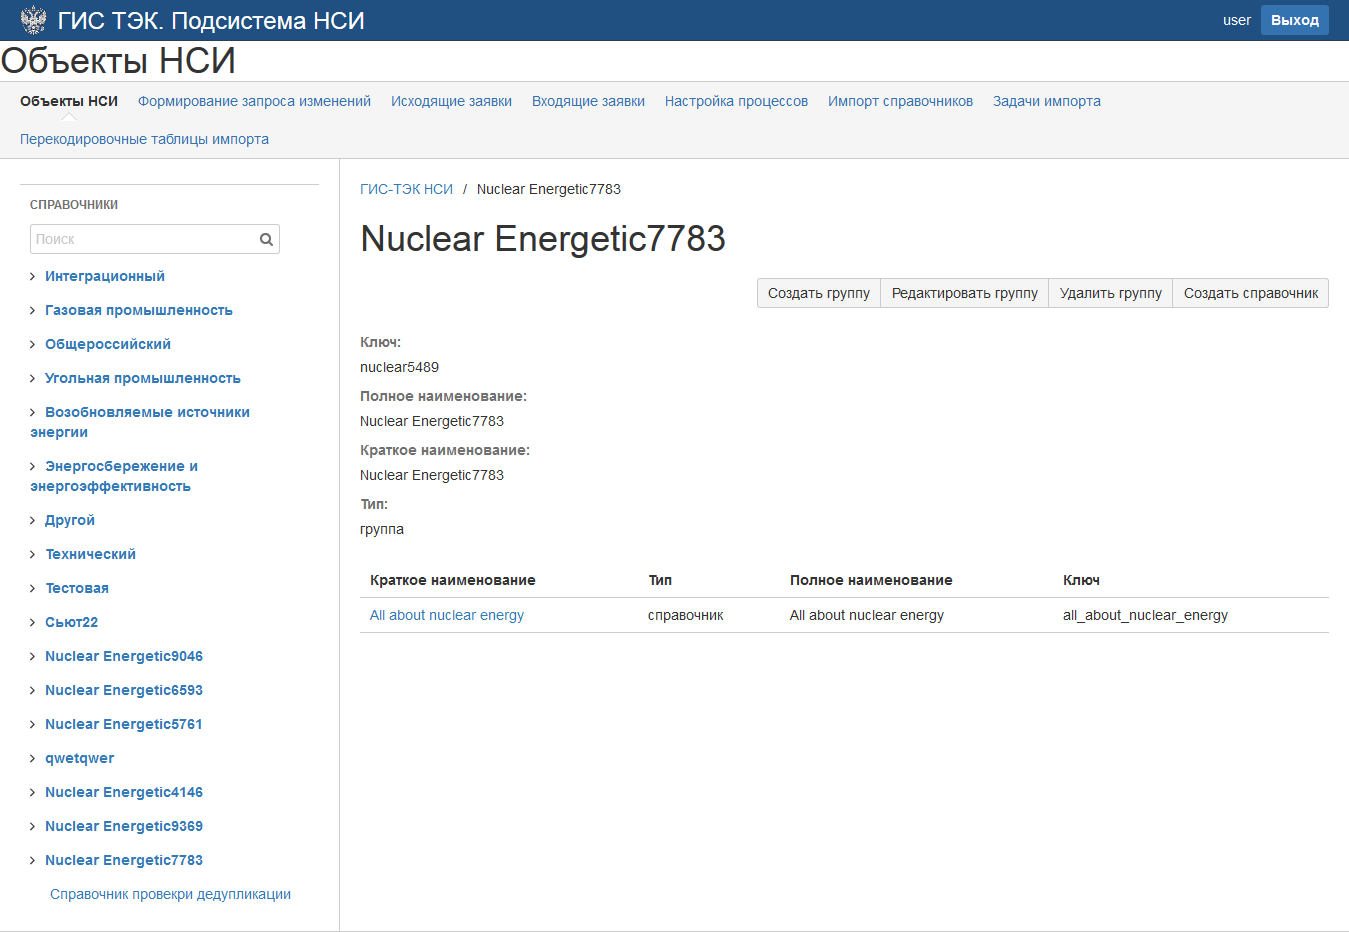 ГИС ТЭК. Подсистема НСИ
user
Выход
Объекты НСИ
Объекты НСИ
Формирование запроса изменений
Исходящие заявки
Входящие заявки
Настройка процессов
Импорт справочников
Задачи импорта
Перекодировочные таблицы импорта
СПРАВОЧНИКИ
Поиск
Интеграционный
Газовая промышленность
Общероссийский
Угольная промышленность
Возобновляемые источники
энергии
Энергосбережение и
энергоэффективность
Другой
Технический
Тестовая
Сьют22
Nuclear Energetic9046
Nuclear Energetic6593
Nuclear Energetic5761
qwetqwer
Nuclear Energetic4146
Nuclear Energetic9369
Nuclear Energetic7783
Справочник провекри дедупликации
ГИС-ТЭК НСИ / Nuclear Energetic7783
Nuclear Energetic7783
Создать группу
Редактировать группу
Удалить группу
Создать справочник
Ключ:
nuclear5489
Полное наименование:
Nuclear Energetic7783
Краткое наименование:
Nuclear Energetic7783
Тип:
группа
Краткое наименование Тип Полное наименование Ключ
All about nuclear energy справочник All about nuclear energy all_about_nuclear_energy